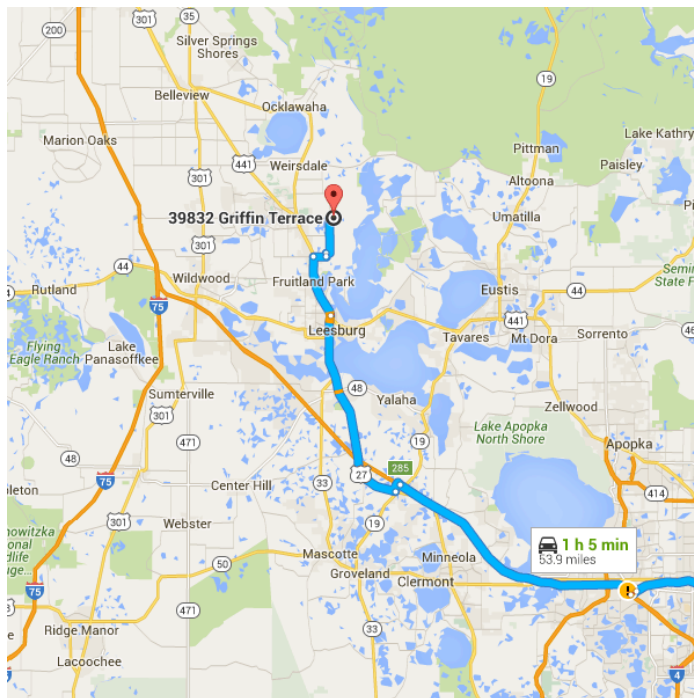 200
35
Silver Springs
Shores
19
Belleview
Ocklawaha
Lake Kathry
Marion Oaks
301
441
Pittman
Weirsdale
Paisley
Altoona
39832 Griffin Terrace
Umatilla
301
44
Wildwood
Fruitland Park
Eustis
44
Rutland
75
Leesburg
441
Flying
Eagle Ranch
Lake
Panasoffkee
Tavares
Mt Dora
Sorrento
46
Sumterville
48
Yalaha
Zellwood
301
471
19
Lake Apopka
North Shore
Apopka
48
285
27
75
Center Hill
33
414
301
Webster
19
1 h 5 min
53.9 miles
50
Mascotte
Minneola
Groveland
Clermont
75
471
Ridge Manor
33
Lacoochee
4